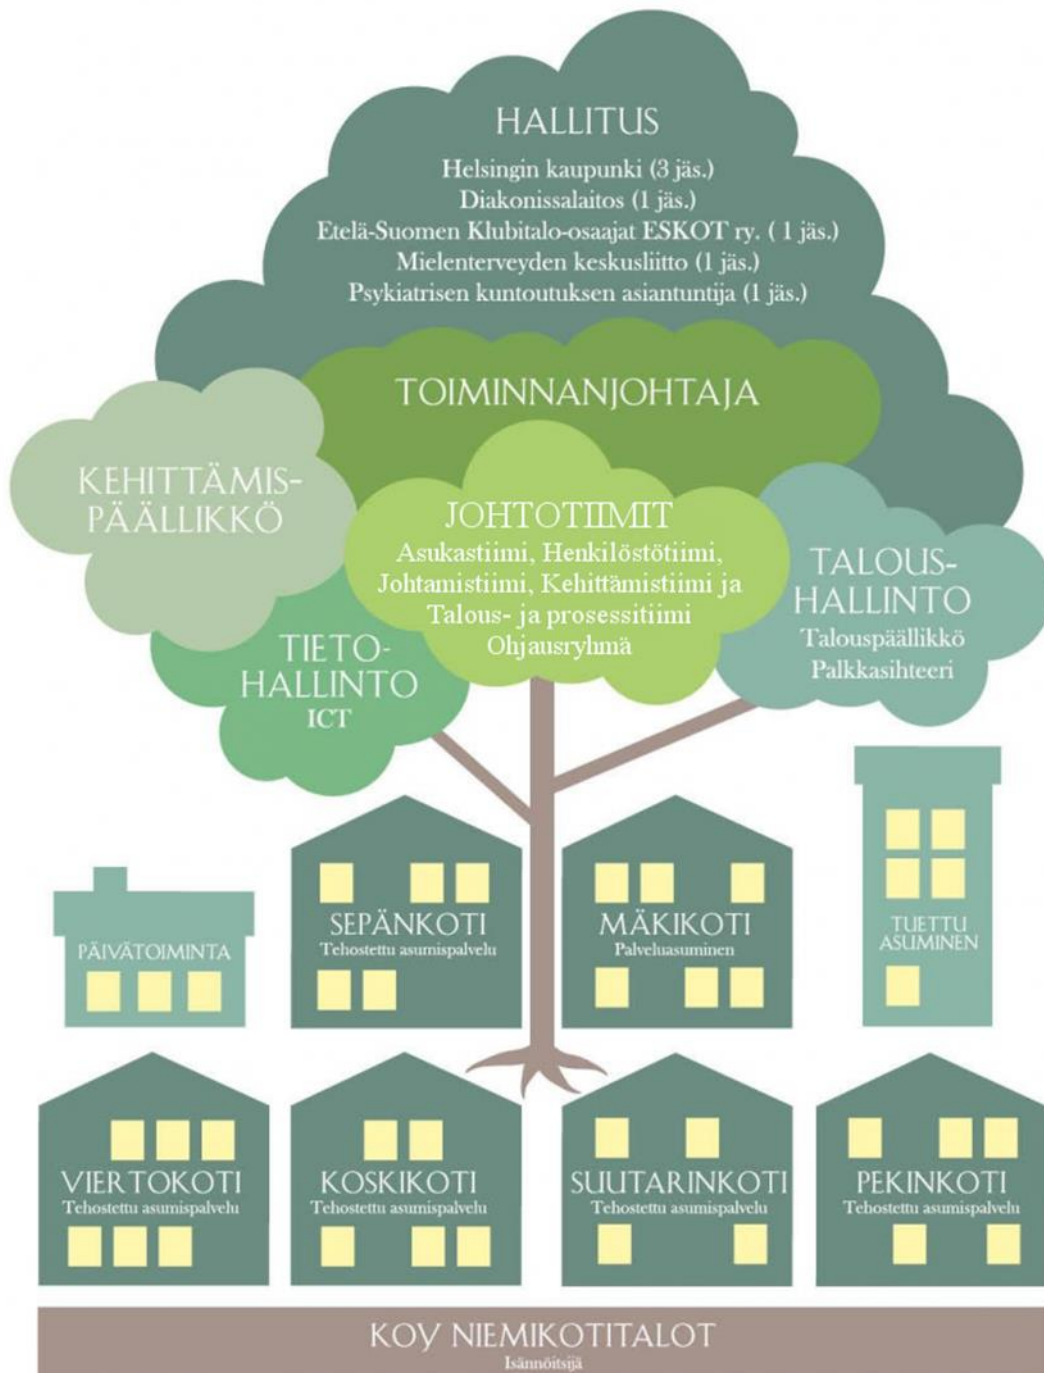 HALLITUS
Helsingin kaupunki (3 jäs.)
Diakonissalaitos (1 jäs.)
Etelä-Suomen Klubitalo-osaajat ESKOT ry. ( 1 jäs.)
Mielenterveyden keskusliitto (1 jäs.)
Psykiatrisen kuntoutuksen asiantuntija (1 jäs.)
TOIMINNANJOHTAJA
KEHITTÄMIS-
PÄÄLLIKKÖ
JOHTOTIIMIT
Asukastiimi, Henkilöstötiimi,
Johtamistiimi, Kehittämistiimi ja
Talous- ja prosessitiimi
Ohjausryhmä
TALOUS-
HALLINTO
Talouspäällikkö
Palkkasihteeri
TIETO-
HALLINTO
ICT
PÄIVÄTOIMINTA
SEPÄNKOTI
Tehostettu asumispalvelu
MÄKIKOTI
Palveluasuminen
TUETTU
ASUMINEN
VIERTOKOTI
Tehostettu asumispalvelu
KOSKIKOTI
Tehostettu asumispalvelu
SUUTARINKOTI
Tehostettu asumispalvelu
PEKINKOTI
Tehostettu asumispalvelu
KOY NIEMIKOTITALOT
Isännöitsijä